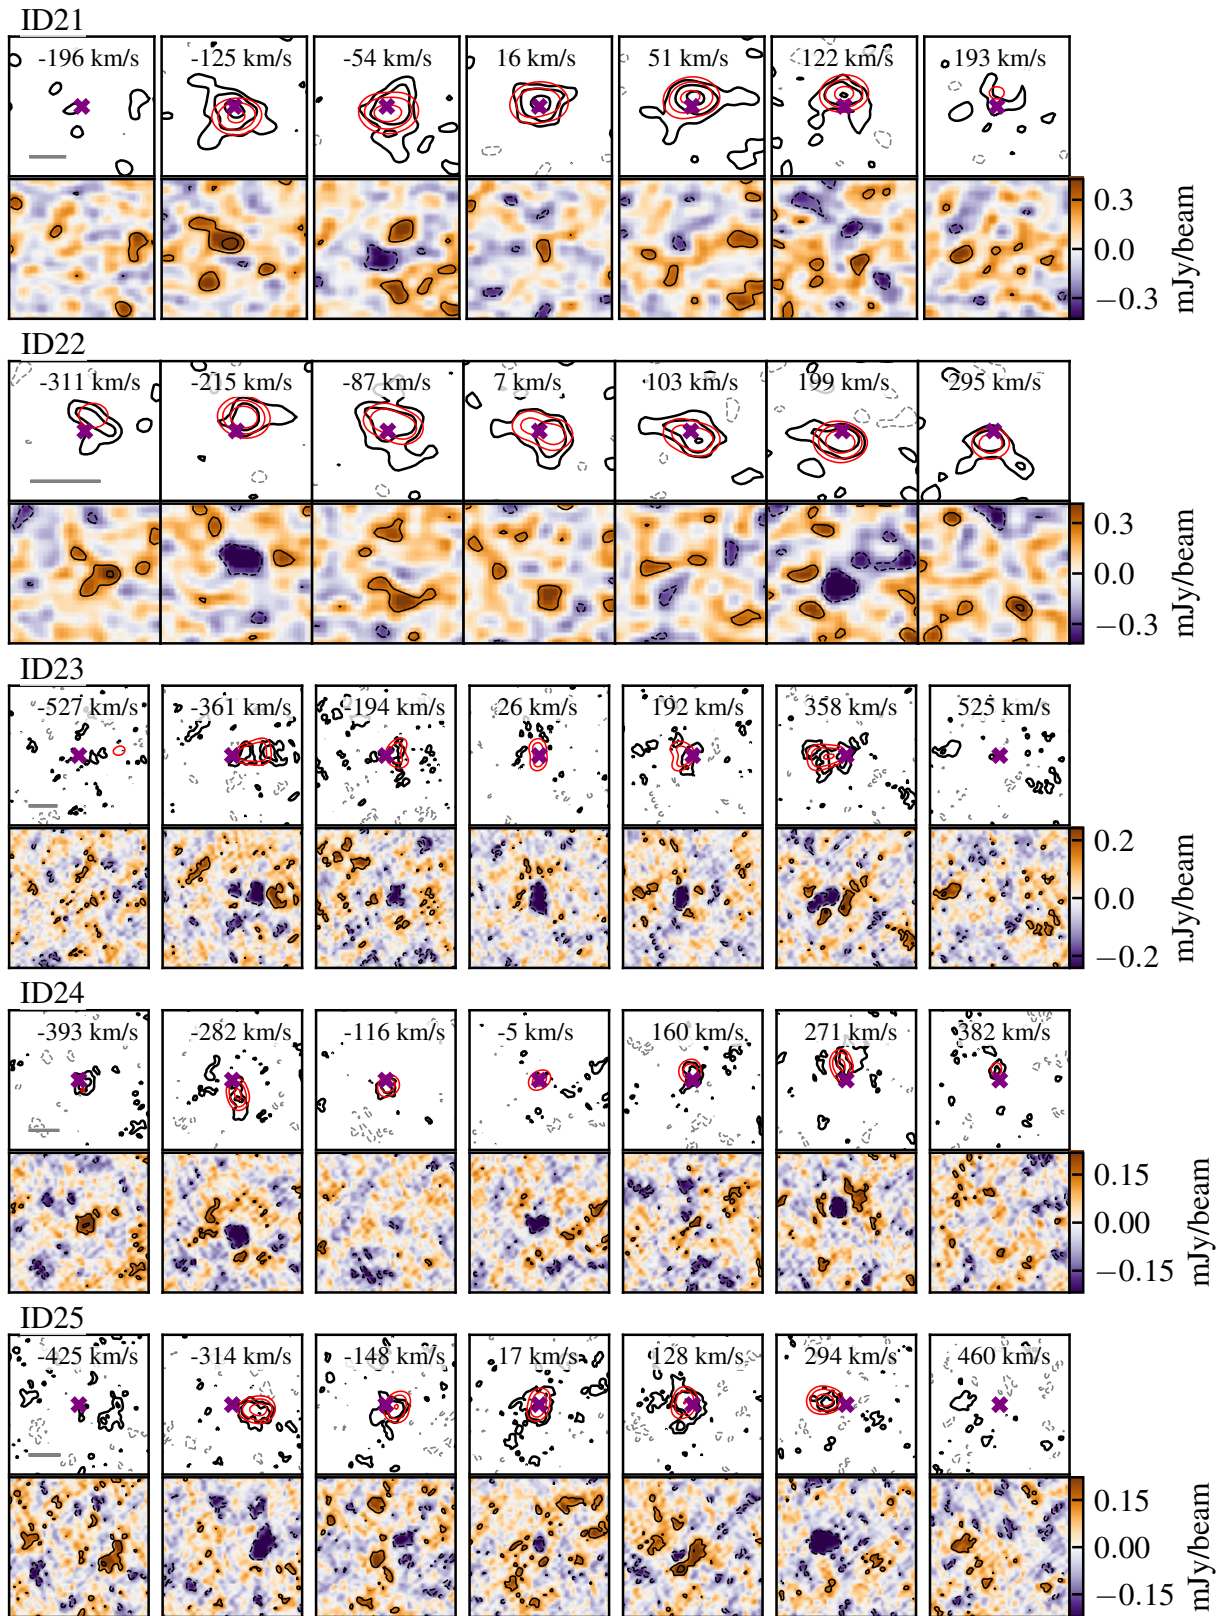 ID21
-196 km/s -125 km/s -54 km/s 16 km/s 51 km/s 122 km/s 193 km/s
0.3
0.0
−0.3
mJy/beam
ID22
-311 km/s -215 km/s -87 km/s 7 km/s 103 km/s 199 km/s 295 km/s
0.3
0.0
−0.3
mJy/beam
ID23
-527 km/s -361 km/s -194 km/s 26 km/s 192 km/s 358 km/s 525 km/s
0.2
0.0
−0.2
mJy/beam
ID24
-393 km/s -282 km/s -116 km/s -5 km/s 160 km/s 271 km/s 382 km/s
0.15
0.00
−0.15
mJy/beam
ID25
-425 km/s -314 km/s -148 km/s 17 km/s 128 km/s 294 km/s 460 km/s
0.15
0.00
−0.15
mJy/beam